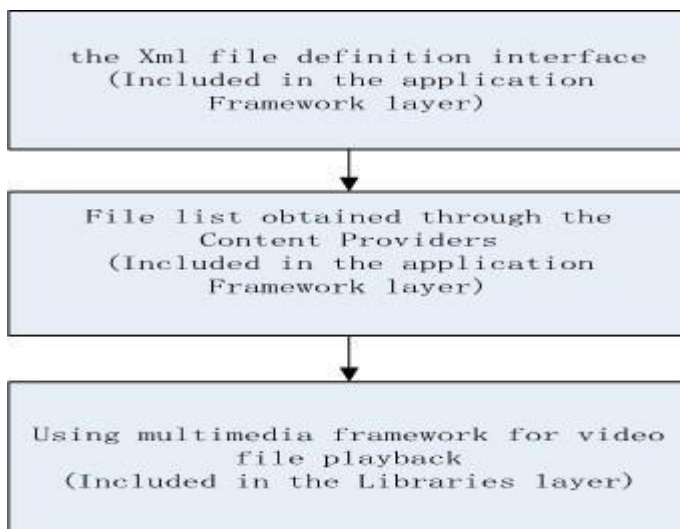 the Xml file definition interface
(Included in the application
Framework layer)
File list obtained through the
Content Providers
(Included in the application
Framework layer)
Using multimedia framework for video
file playback
(Included in the Libraries layer)